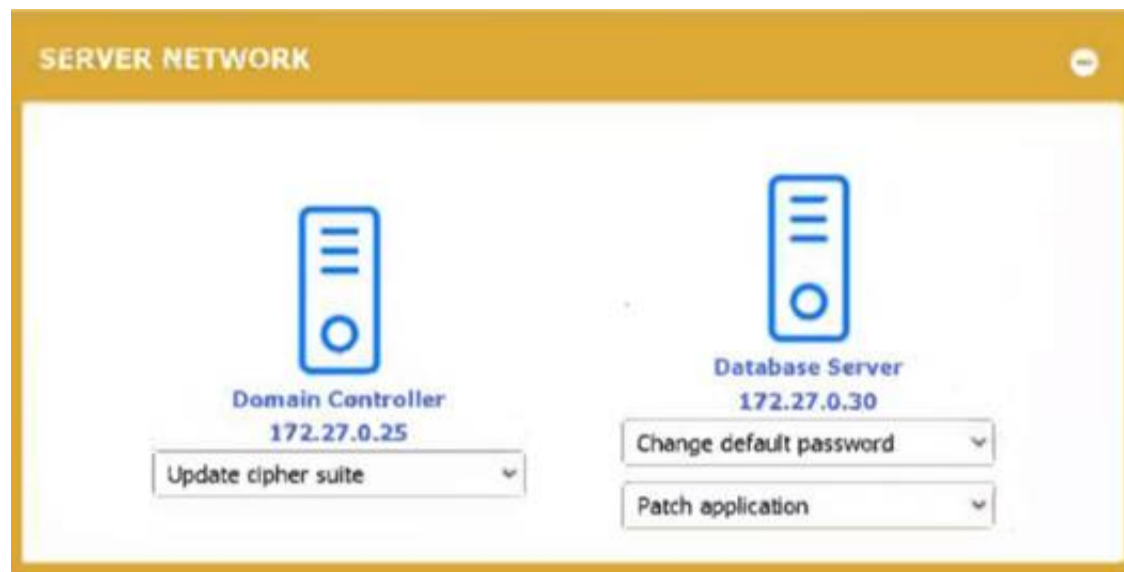 SERVER NETWORK
Domain Controller
172.27.0.25
Update cipher suite
Database Server
172.27.0.30
Change default password
Patch application